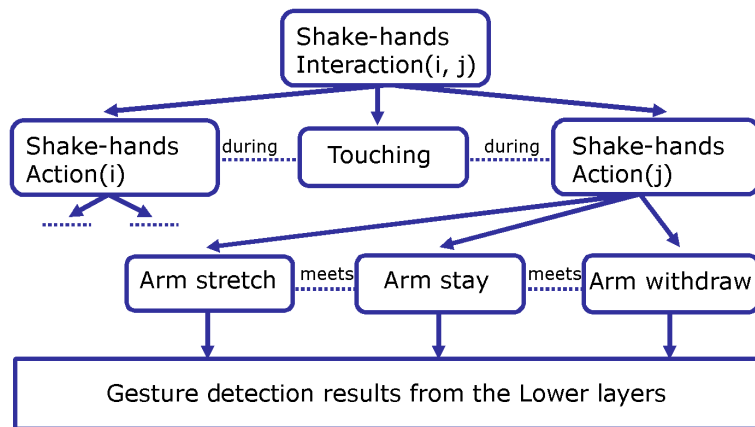 Shake-hands
Interaction(i, j)
Shake-hands
Action(i)
during
Touching
during
Shake-hands
Action(j)
Arm stretch
meets
Arm stay
meets
Arm withdraw
Gesture detection results from the Lower layers